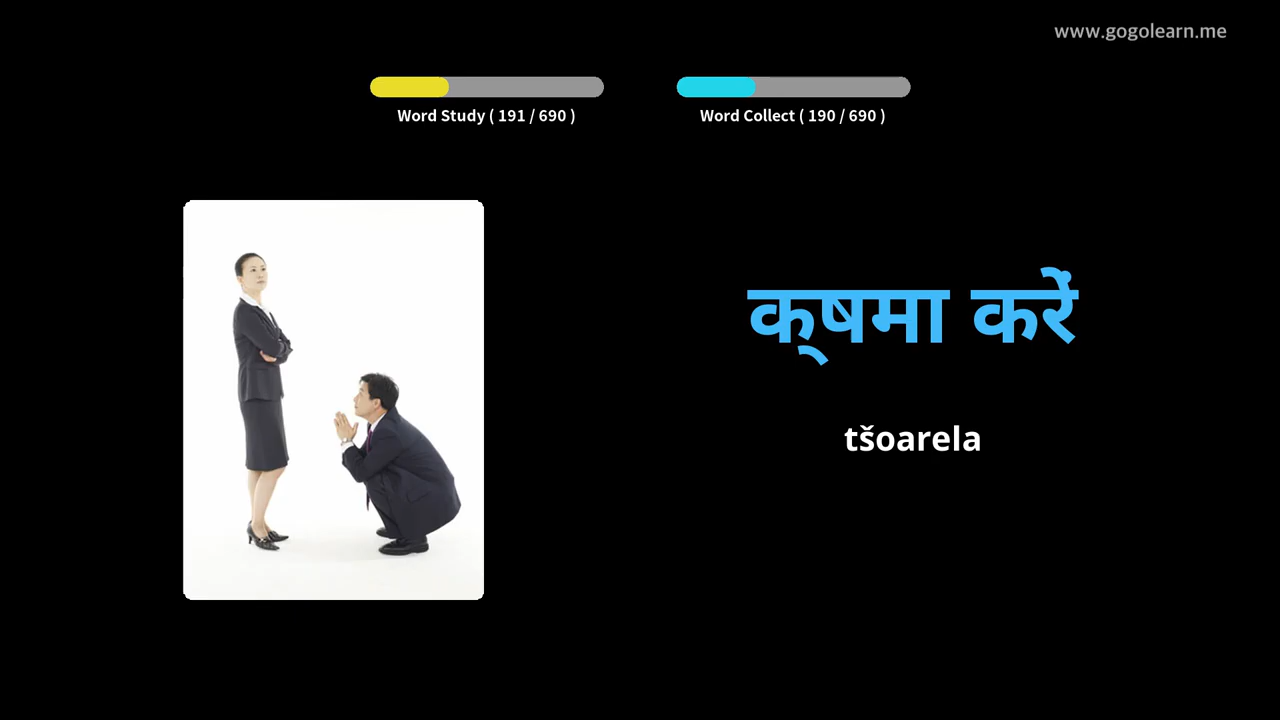 www.gogolearn.me
Word Study ( 191 / 690 )
Word Collect ( 190 / 690 )
क्षमा करें
tšoarela